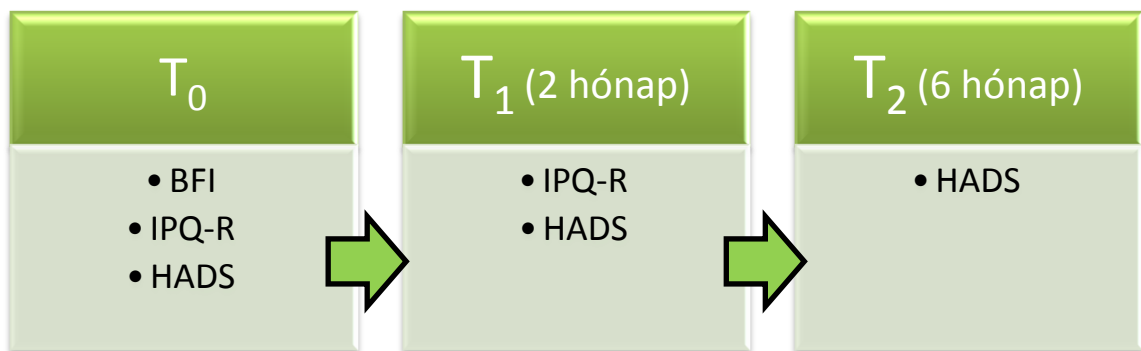 T₀
• BFI
• IPQ-R
• HADS
T₁ (2 hónap)
• IPQ-R
• HADS
T₂ (6 hónap)
• HADS